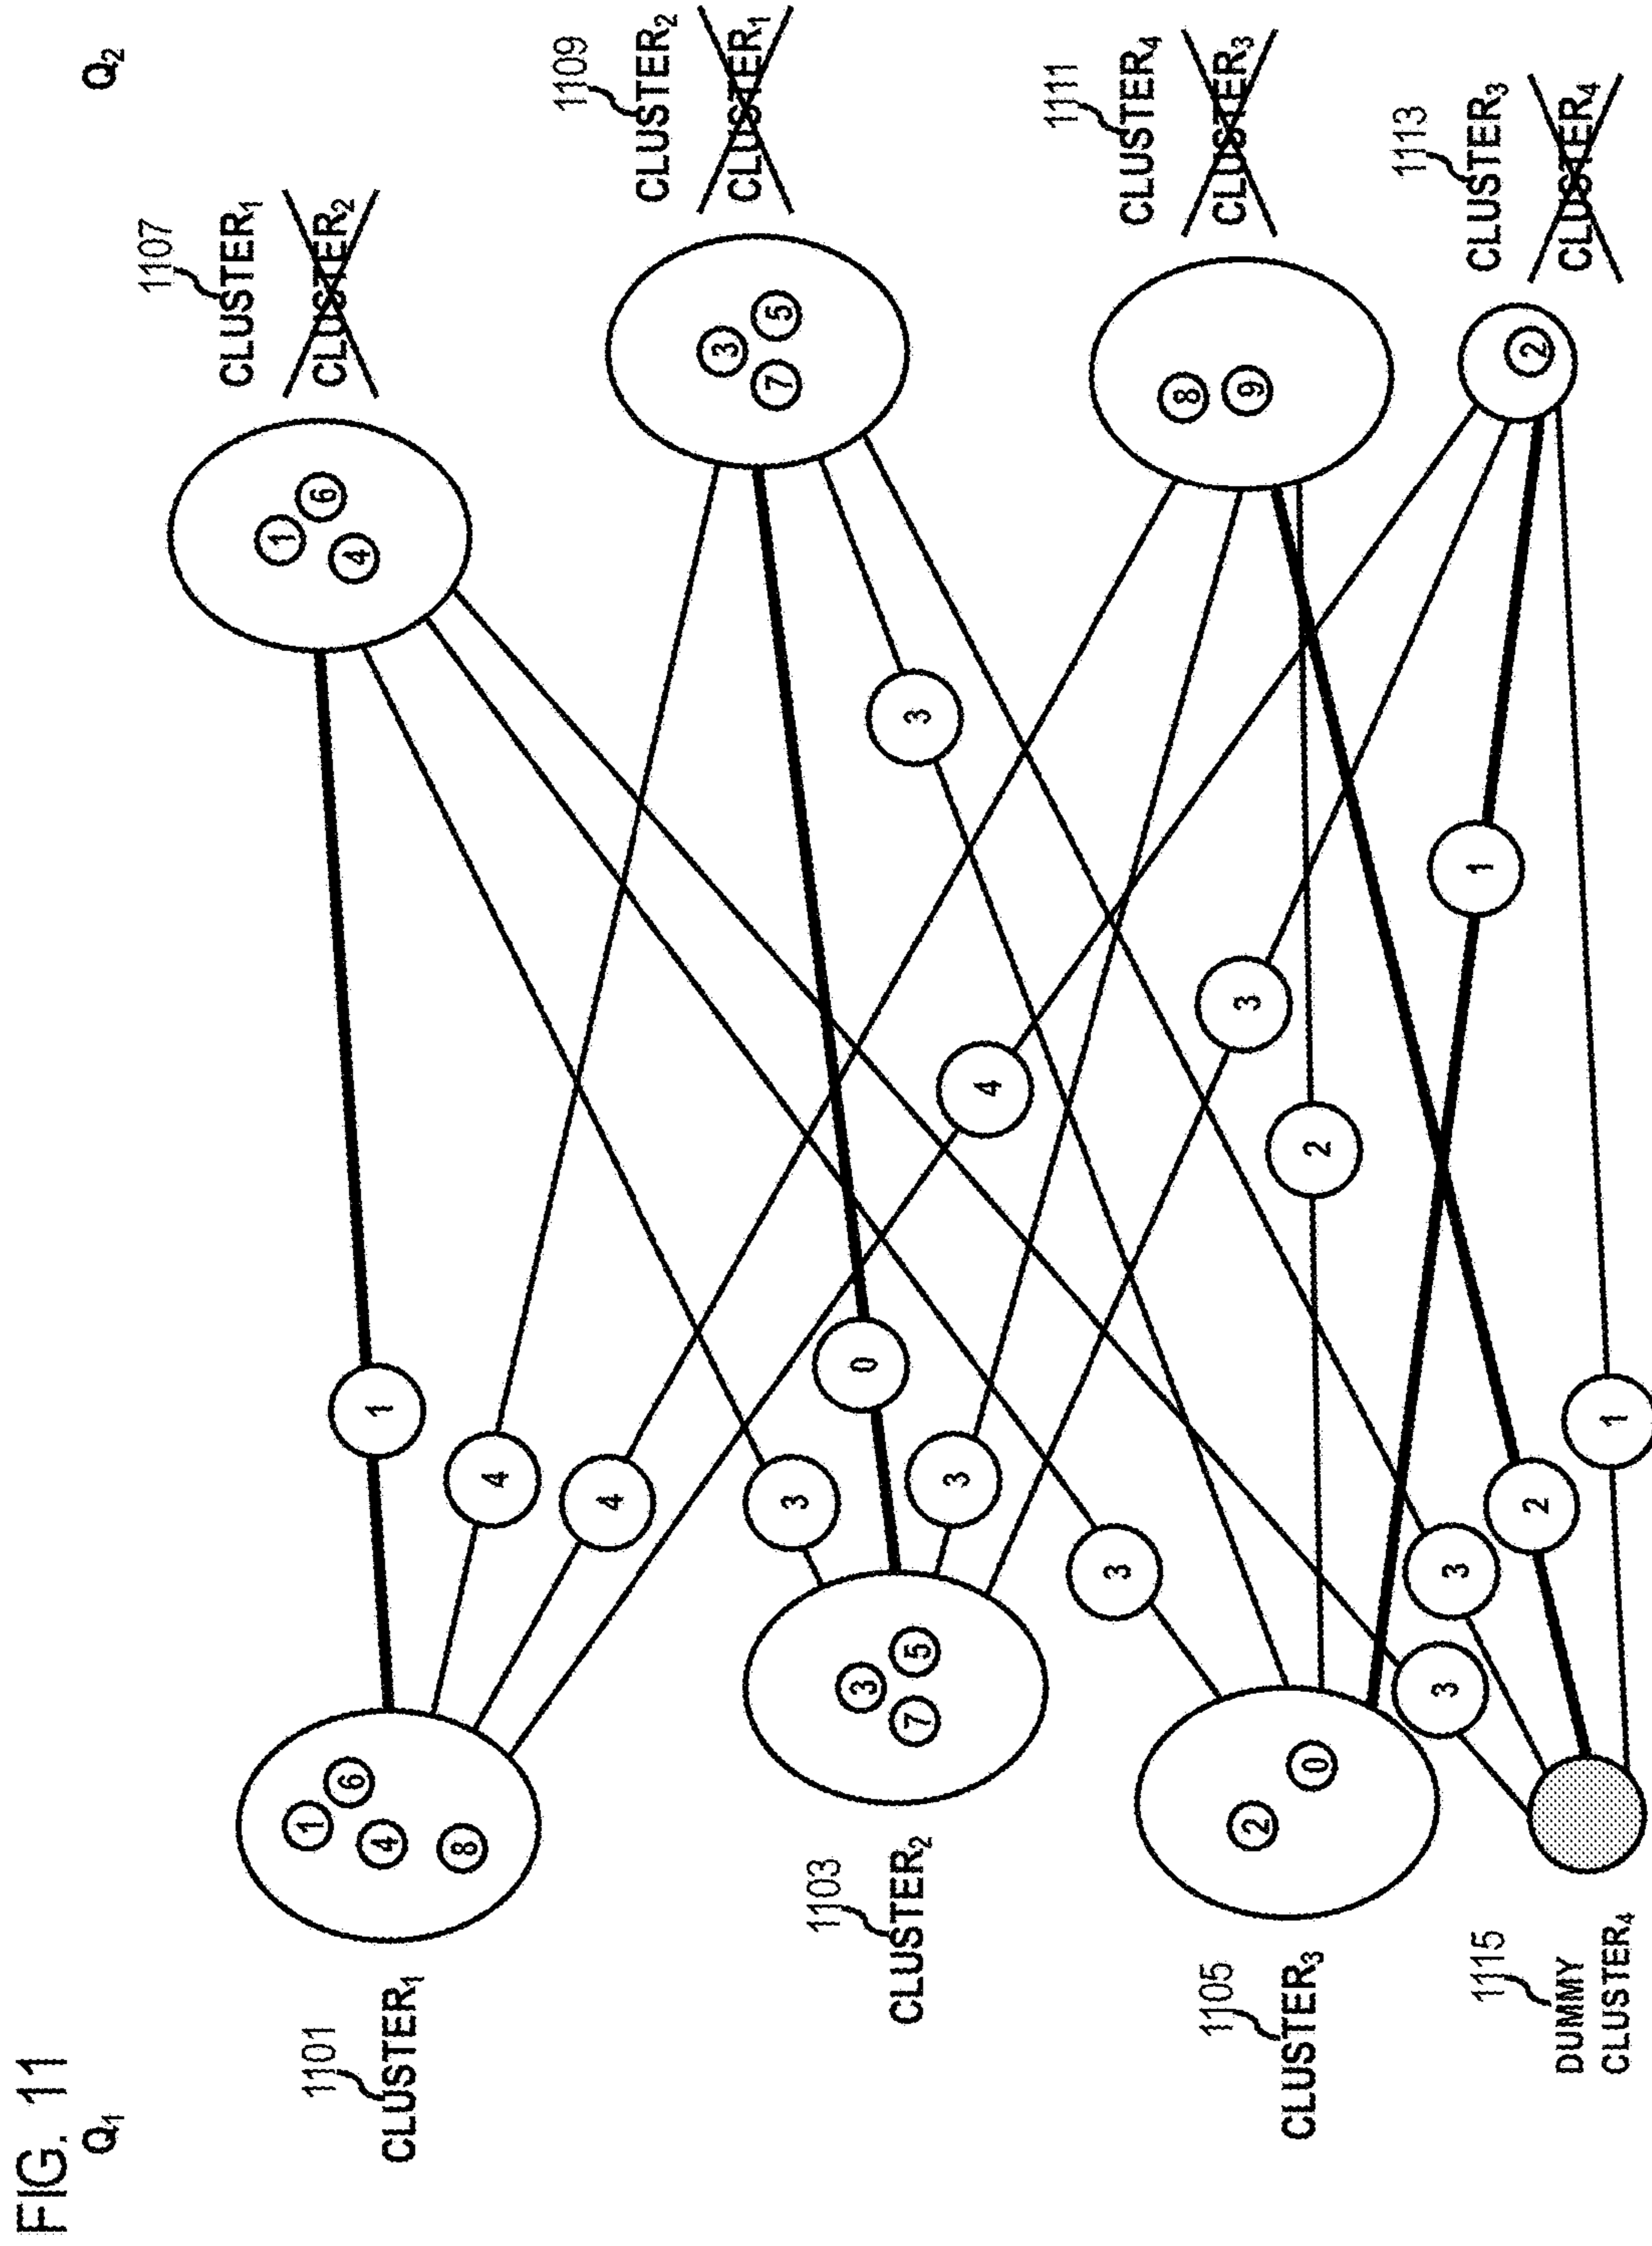 FIG. 11
Q1
Q2
1101
CLUSTER1
1 6 4 8
1103
CLUSTER2
3 5 7
1105
CLUSTER3
2 0
1115
DUMMY
CLUSTER4
1
4
4
4
3
0
3
3
3
3
2
1
3
3
2
1
1107
CLUSTER1
CLUSTER2
1 6 4
1109
CLUSTER2
CLUSTER1
3 5 7
1111
CLUSTER4
CLUSTER3
8 9
1113
CLUSTER3
CLUSTER4
2